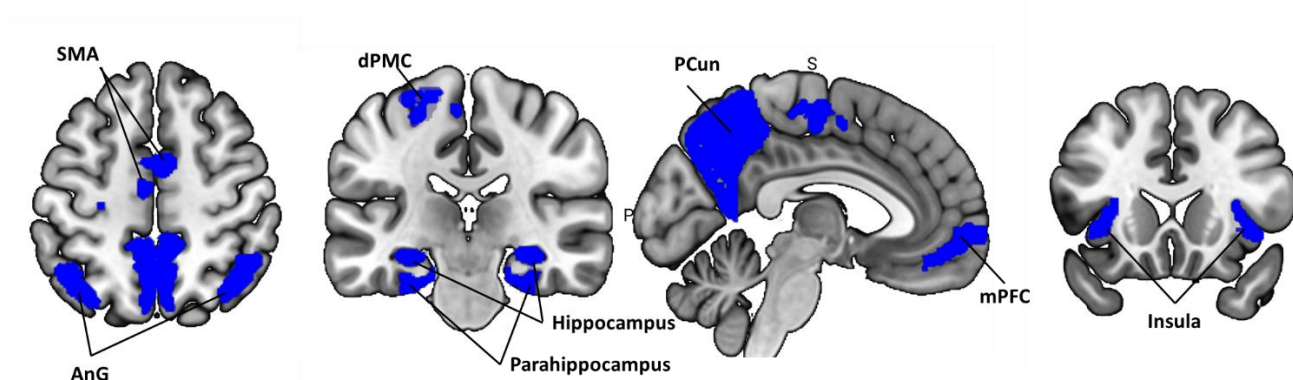 SMA
dPMC
PCun
S
P
mPFC
Hippocampus
Parahippocampus
AnG
Insula